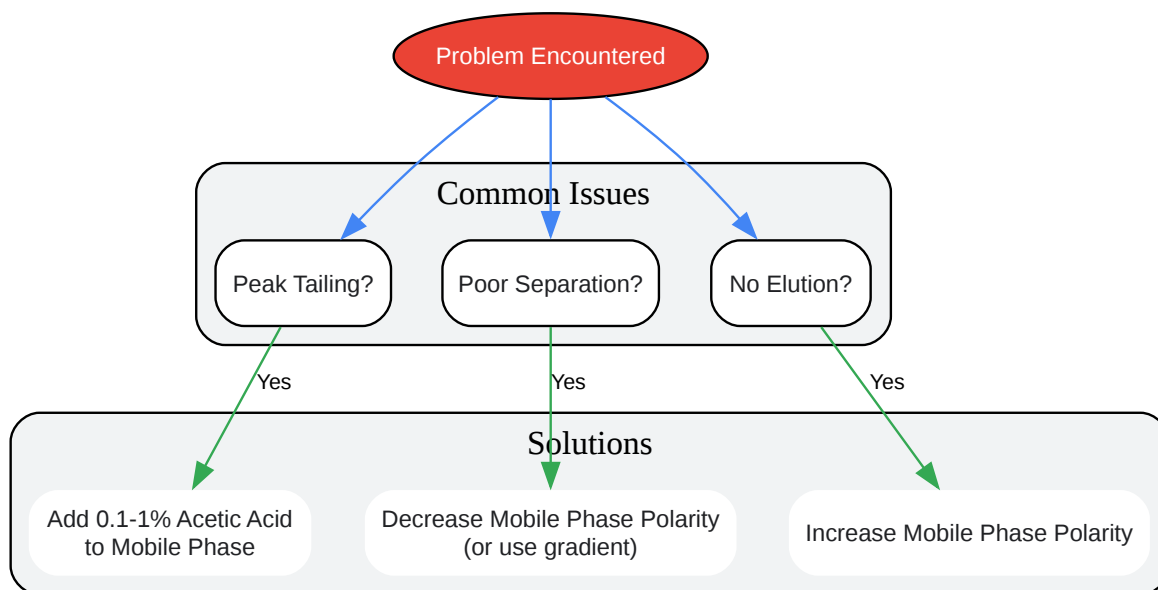 Problem Encountered
Common Issues
Peak Tailing?
Poor Separation?
No Elution?
Yes
Yes
Yes
Solutions
Add 0.1-1% Acetic Acid
to Mobile Phase
Decrease Mobile Phase Polarity
(or use gradient)
Increase Mobile Phase Polarity